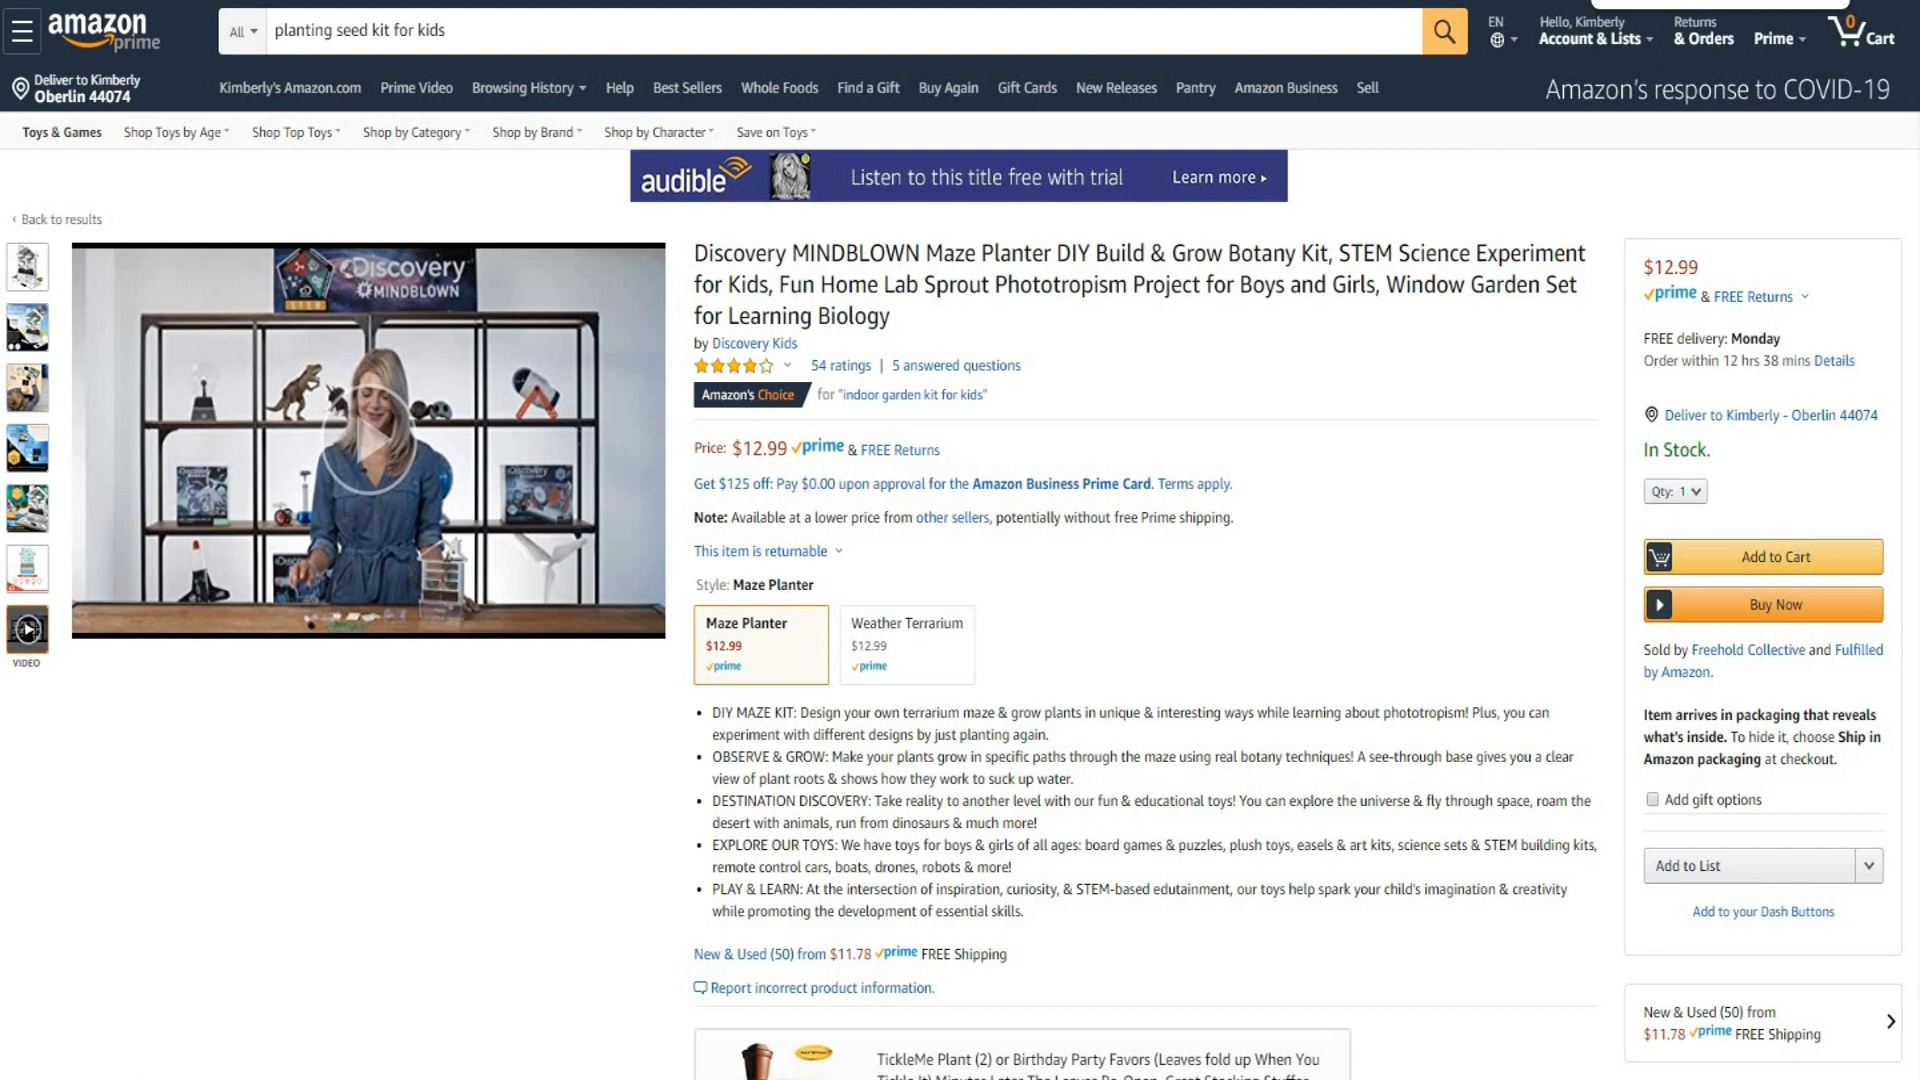 amazon
prime
All
planting seed kit for kids
EN
Hello, Kimberly
Account & Lists
Returns
& Orders
Prime
0
Cart
Deliver to Kimberly
Oberlin 44074
Kimberly's Amazon.com
Prime Video
Browsing History
Help
Best Sellers
Whole Foods
Find a Gift
Buy Again
Gift Cards
New Releases
Pantry
Amazon Business
Sell
Amazon's response to COVID-19
Toys & Games
Shop Toys by Age
Shop Top Toys
Shop by Category
Shop by Brand
Shop by Character
Save on Toys
audible
Listen to this title free with trial
Learn more
‹ Back to results
VIDEO
Discovery
MINDBLOWN
STEM
Discovery MINDBLOWN Maze Planter DIY Build & Grow Botany Kit, STEM Science Experiment
for Kids, Fun Home Lab Sprout Phototropism Project for Boys and Girls, Window Garden Set
for Learning Biology
by Discovery Kids
54 ratings | 5 answered questions
Amazon's Choice for "indoor garden kit for kids"
Price: $12.99 prime & FREE Returns
Get $125 off: Pay $0.00 upon approval for the Amazon Business Prime Card. Terms apply.
Note: Available at a lower price from other sellers, potentially without free Prime shipping.
This item is returnable
Style: Maze Planter
Maze Planter
$12.99
prime
Weather Terrarium
$12.99
prime
• DIY MAZE KIT: Design your own terrarium maze & grow plants in unique & interesting ways while learning about phototropism! Plus, you can
experiment with different designs by just planting again.
• OBSERVE & GROW: Make your plants grow in specific paths through the maze using real botany techniques! A see-through base gives you a clear
view of plant roots & shows how they work to suck up water.
• DESTINATION DISCOVERY: Take reality to another level with our fun & educational toys! You can explore the universe & fly through space, roam the
desert with animals, run from dinosaurs & much more!
• EXPLORE OUR TOYS: We have toys for boys & girls of all ages: board games & puzzles, plush toys, easels & art kits, science sets & STEM building kits,
remote control cars, boats, drones, robots & more!
• PLAY & LEARN: At the intersection of inspiration, curiosity, & STEM-based edutainment, our toys help spark your child's imagination & creativity
while promoting the development of essential skills.
New & Used (50) from $11.78 prime FREE Shipping
Report incorrect product information.
TickleMe Plant (2) or Birthday Party Favors (Leaves fold up When You
$12.99
prime & FREE Returns
FREE delivery: Monday
Order within 12 hrs 38 mins Details
Deliver to Kimberly - Oberlin 44074
In Stock.
Qty: 1
Add to Cart
Buy Now
Sold by Freehold Collective and Fulfilled
by Amazon.
Item arrives in packaging that reveals
what's inside. To hide it, choose Ship in
Amazon packaging at checkout.
Add gift options
Add to List
Add to your Dash Buttons
New & Used (50) from
$11.78 prime FREE Shipping